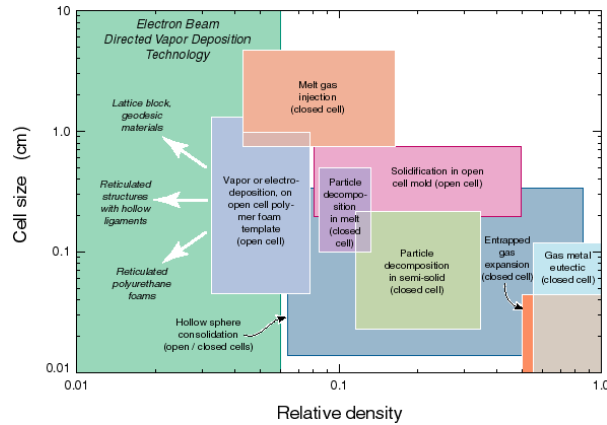 Electron Beam
Directed Vapor Deposition
Technology
Lattice block,
geodesic
materials
Reticulated
structures
with hollow
ligaments
Reticulated
polyurethane
foams
Melt gas
injection
(closed cell)
Vapor or electro-
deposition, on
open cell poly-
mer foam
template
(open cell)
Particle
decompo-
sition
in melt
(closed
cell)
Solidification in open
cell mold (open cell)
Particle
decomposition
in semi-solid
(closed cell)
Entrapped
gas
expansion
(closed cell)
Gas metal
eutectic
(closed cell)
Hollow sphere
consolidation
(open / closed cells)
Cell size (cm)
10
1.0
0.1
0.01
0.01
0.1
1.0
Relative density